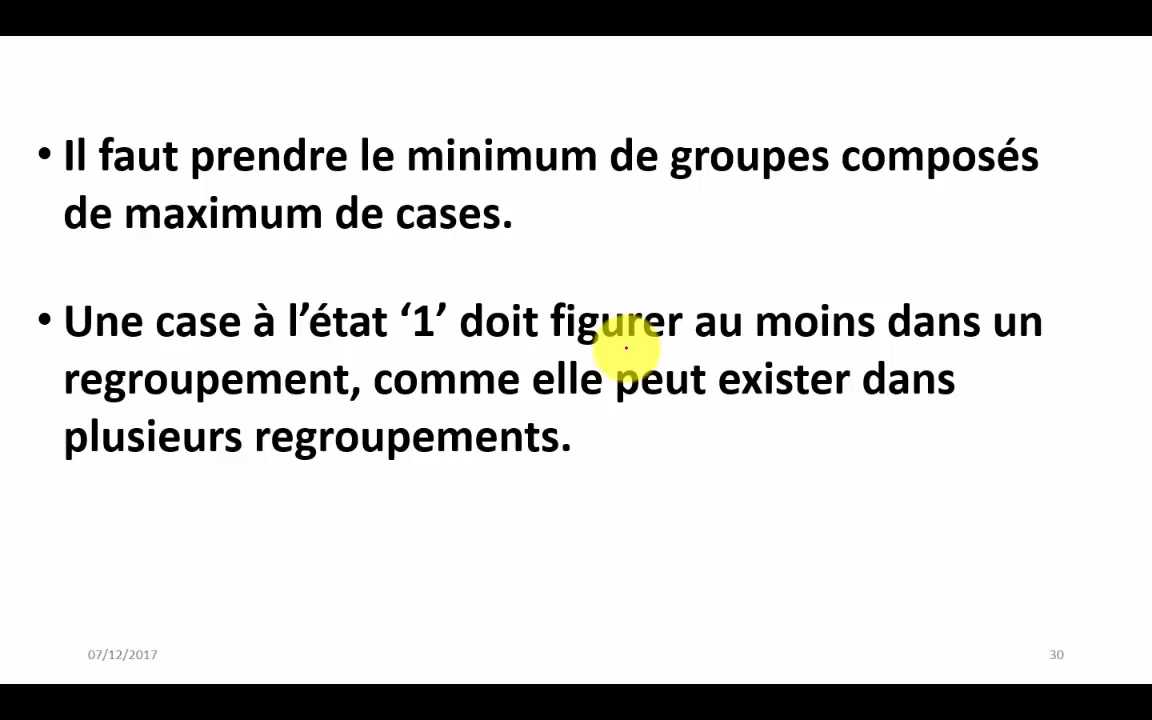 • Il faut prendre le minimum de groupes composés
de maximum de cases.
• Une case à l’état ‘1’ doit figurer au moins dans un
regroupement, comme elle peut exister dans
plusieurs regroupements.
07/12/2017
30